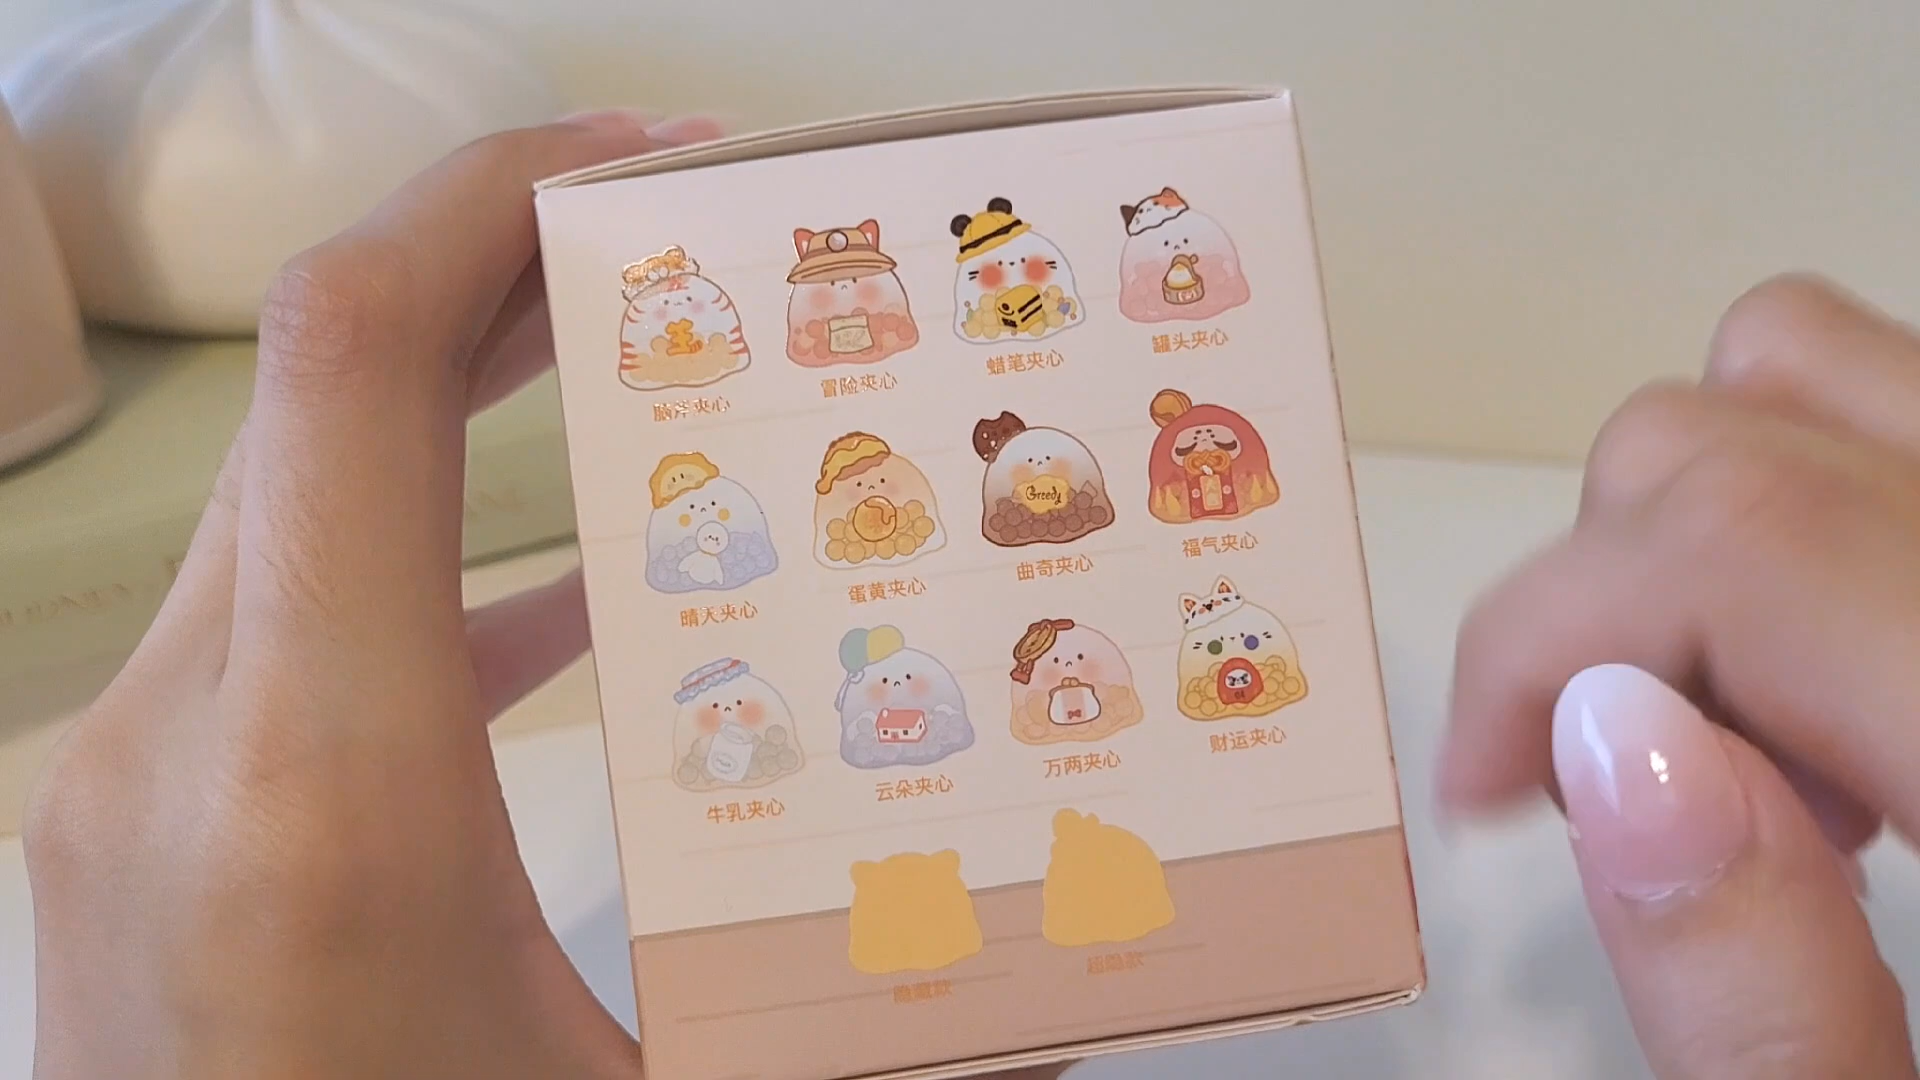 脑斧夹心
冒险夹心
蜡笔夹心
罐头夹心
晴天夹心
蛋黄夹心
Greedy
曲奇夹心
福气夹心
牛乳夹心
云朵夹心
万两夹心
财运夹心
隐藏款
超隐款